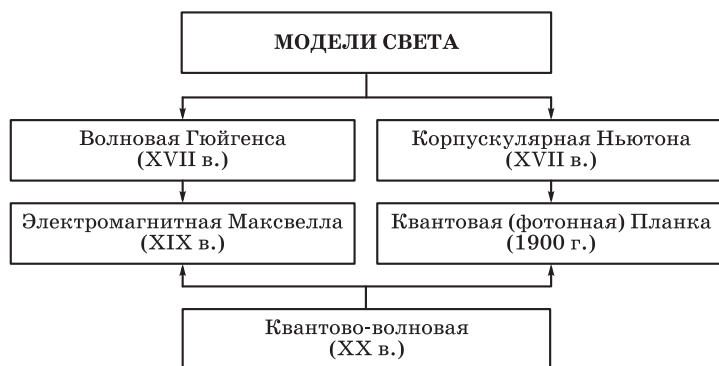 МОДЕЛИ СВЕТА
Волновая Гюйгенса
(XVII в.)
Корпускулярная Ньютона
(XVII в.)
Электромагнитная Максвелла
(XIX в.)
Квантовая (фотонная) Планка
(1900 г.)
Квантово-волновая
(XX в.)